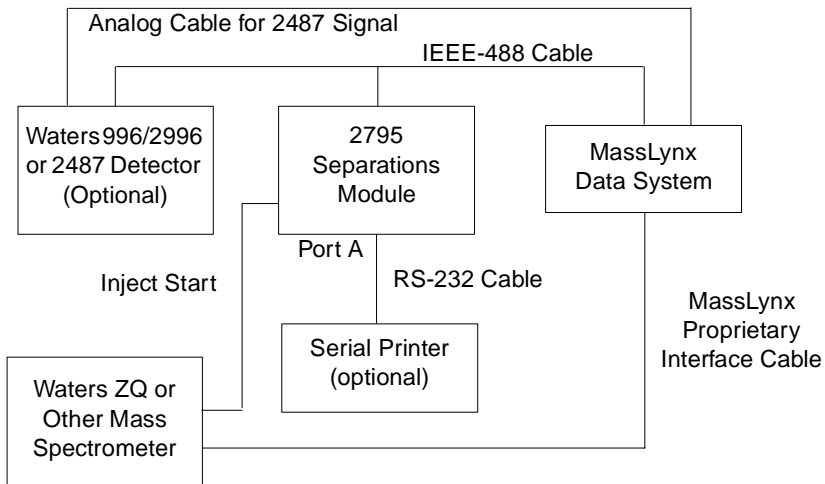 Analog Cable for 2487 Signal
IEEE-488 Cable
Waters 996/2996
or 2487 Detector
(Optional)
2795
Separations
Module
MassLynx
Data System
Port A
Inject Start
RS-232 Cable
MassLynx
Proprietary
Interface Cable
Serial Printer
(optional)
Waters ZQ or
Other Mass
Spectrometer